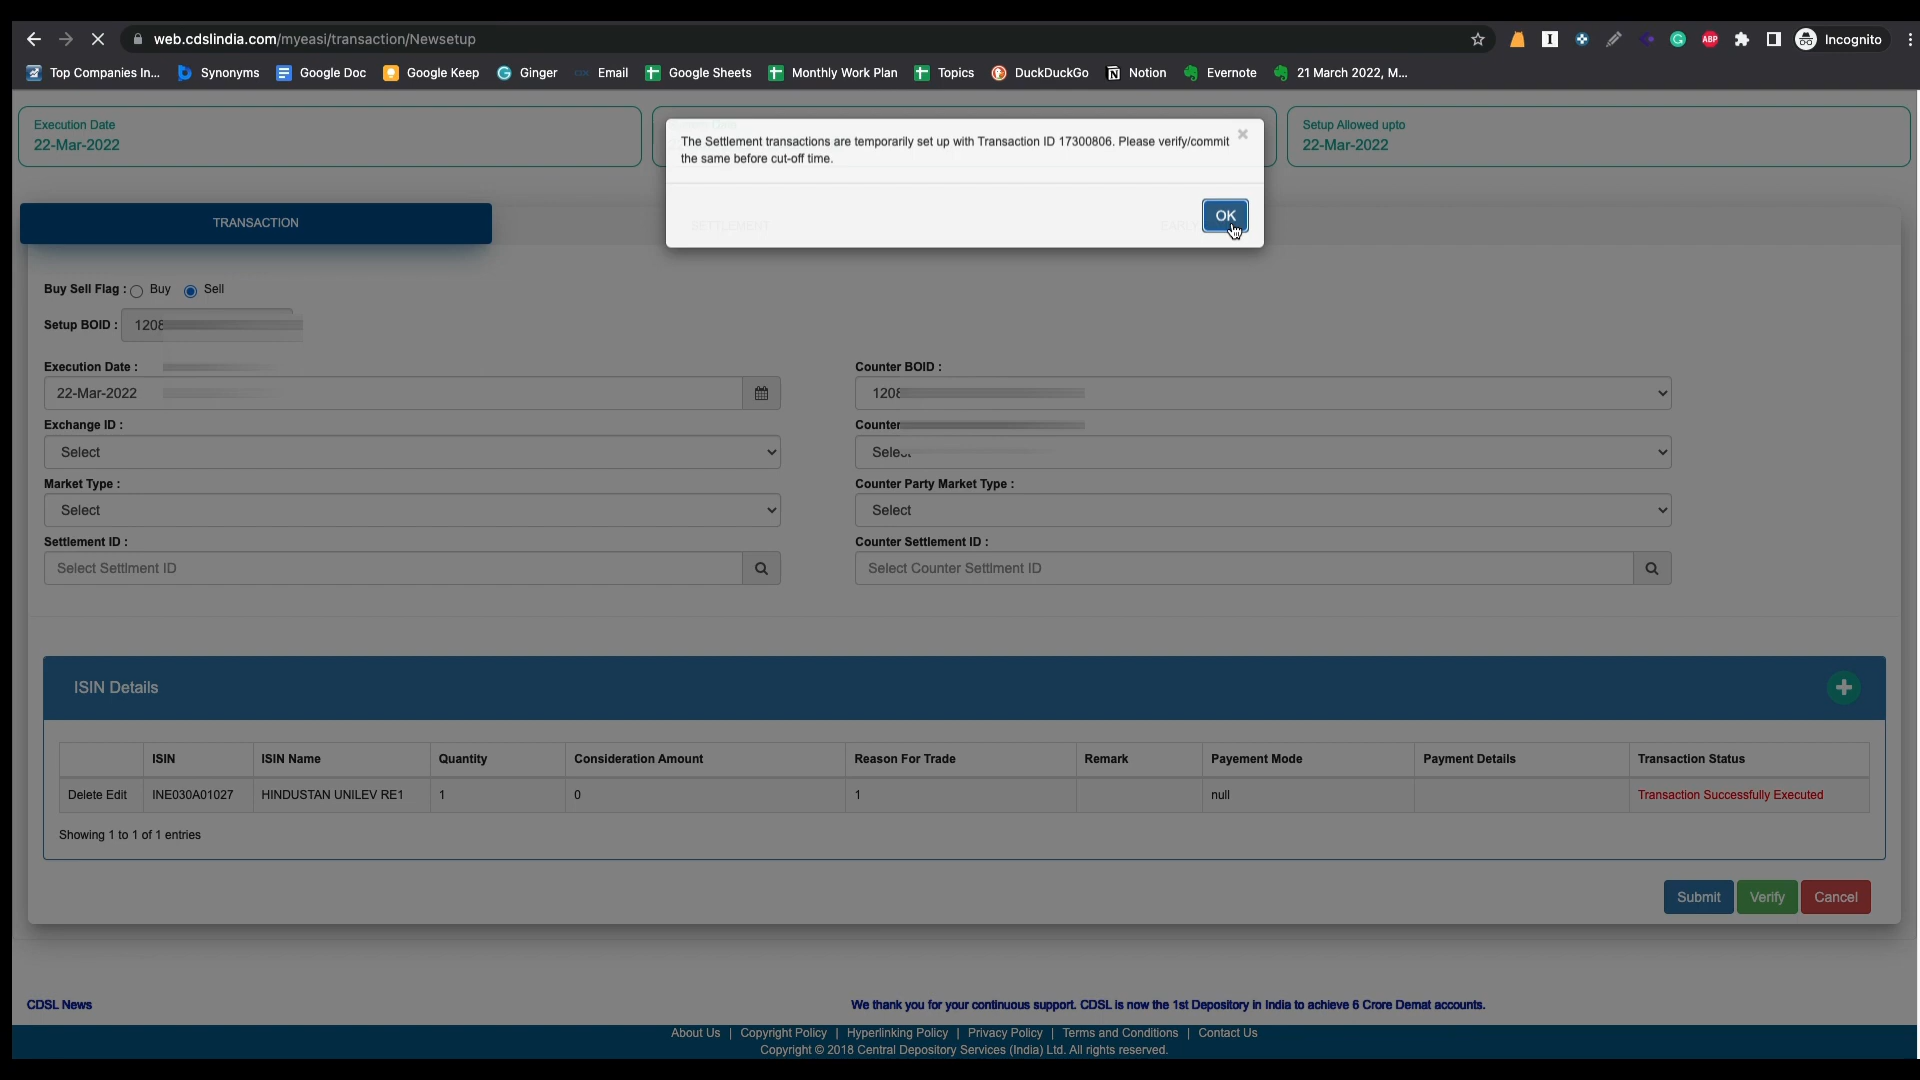 web.cdslindia.com/myeasi/transaction/Newsetup
ABP
Incognito
Top Companies In...
Synonyms
Google Doc
Google Keep
Ginger
Email
Google Sheets
Monthly Work Plan
Topics
DuckDuckGo
Notion
Evernote
21 March 2022, M...
Execution Date
22-Mar-2022
Setup Allowed upto
22-Mar-2022
The Settlement transactions are temporarily set up with Transaction ID 17300806. Please verify/commit
the same before cut-off time.
OK
TRANSACTION
SETTLEMENT
Buy Sell Flag : Buy Sell
Setup BOID : 1208
Execution Date :
22-Mar-2022
Counter BOID :
1208
Exchange ID :
Select
Counter
Select
Market Type :
Select
Counter Party Market Type :
Select
Settlement ID :
Select Settlment ID
Counter Settlement ID :
Select Counter Settlment ID
ISIN Details
ISIN ISIN Name Quantity Consideration Amount Reason For Trade Remark Payement Mode Payment Details Transaction Status
Delete Edit INE030A01027 HINDUSTAN UNILEV RE1 1 0 1 null Transaction Successfully Executed
Showing 1 to 1 of 1 entries
Submit Verify Cancel
CDSL News
We thank you for your continuous support. CDSL is now the 1st Depository in India to achieve 6 Crore Demat accounts.
About Us | Copyright Policy | Hyperlinking Policy | Privacy Policy | Terms and Conditions | Contact Us
Copyright © 2018 Central Depository Services (India) Ltd. All rights reserved.